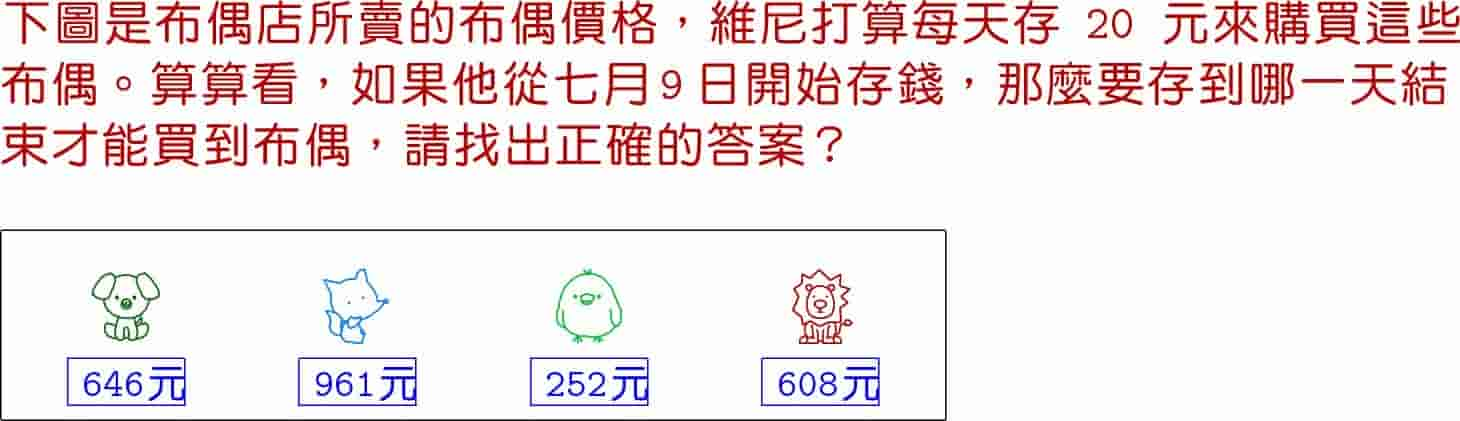 下圖是布偶店所賣的布偶價格，維尼打算每天存 20 元來購買這些
布偶。算算看，如果他從七月9日開始存錢，那麼要存到哪一天結
束才能買到布偶，請找出正確的答案？
646元 961元 252元 608元